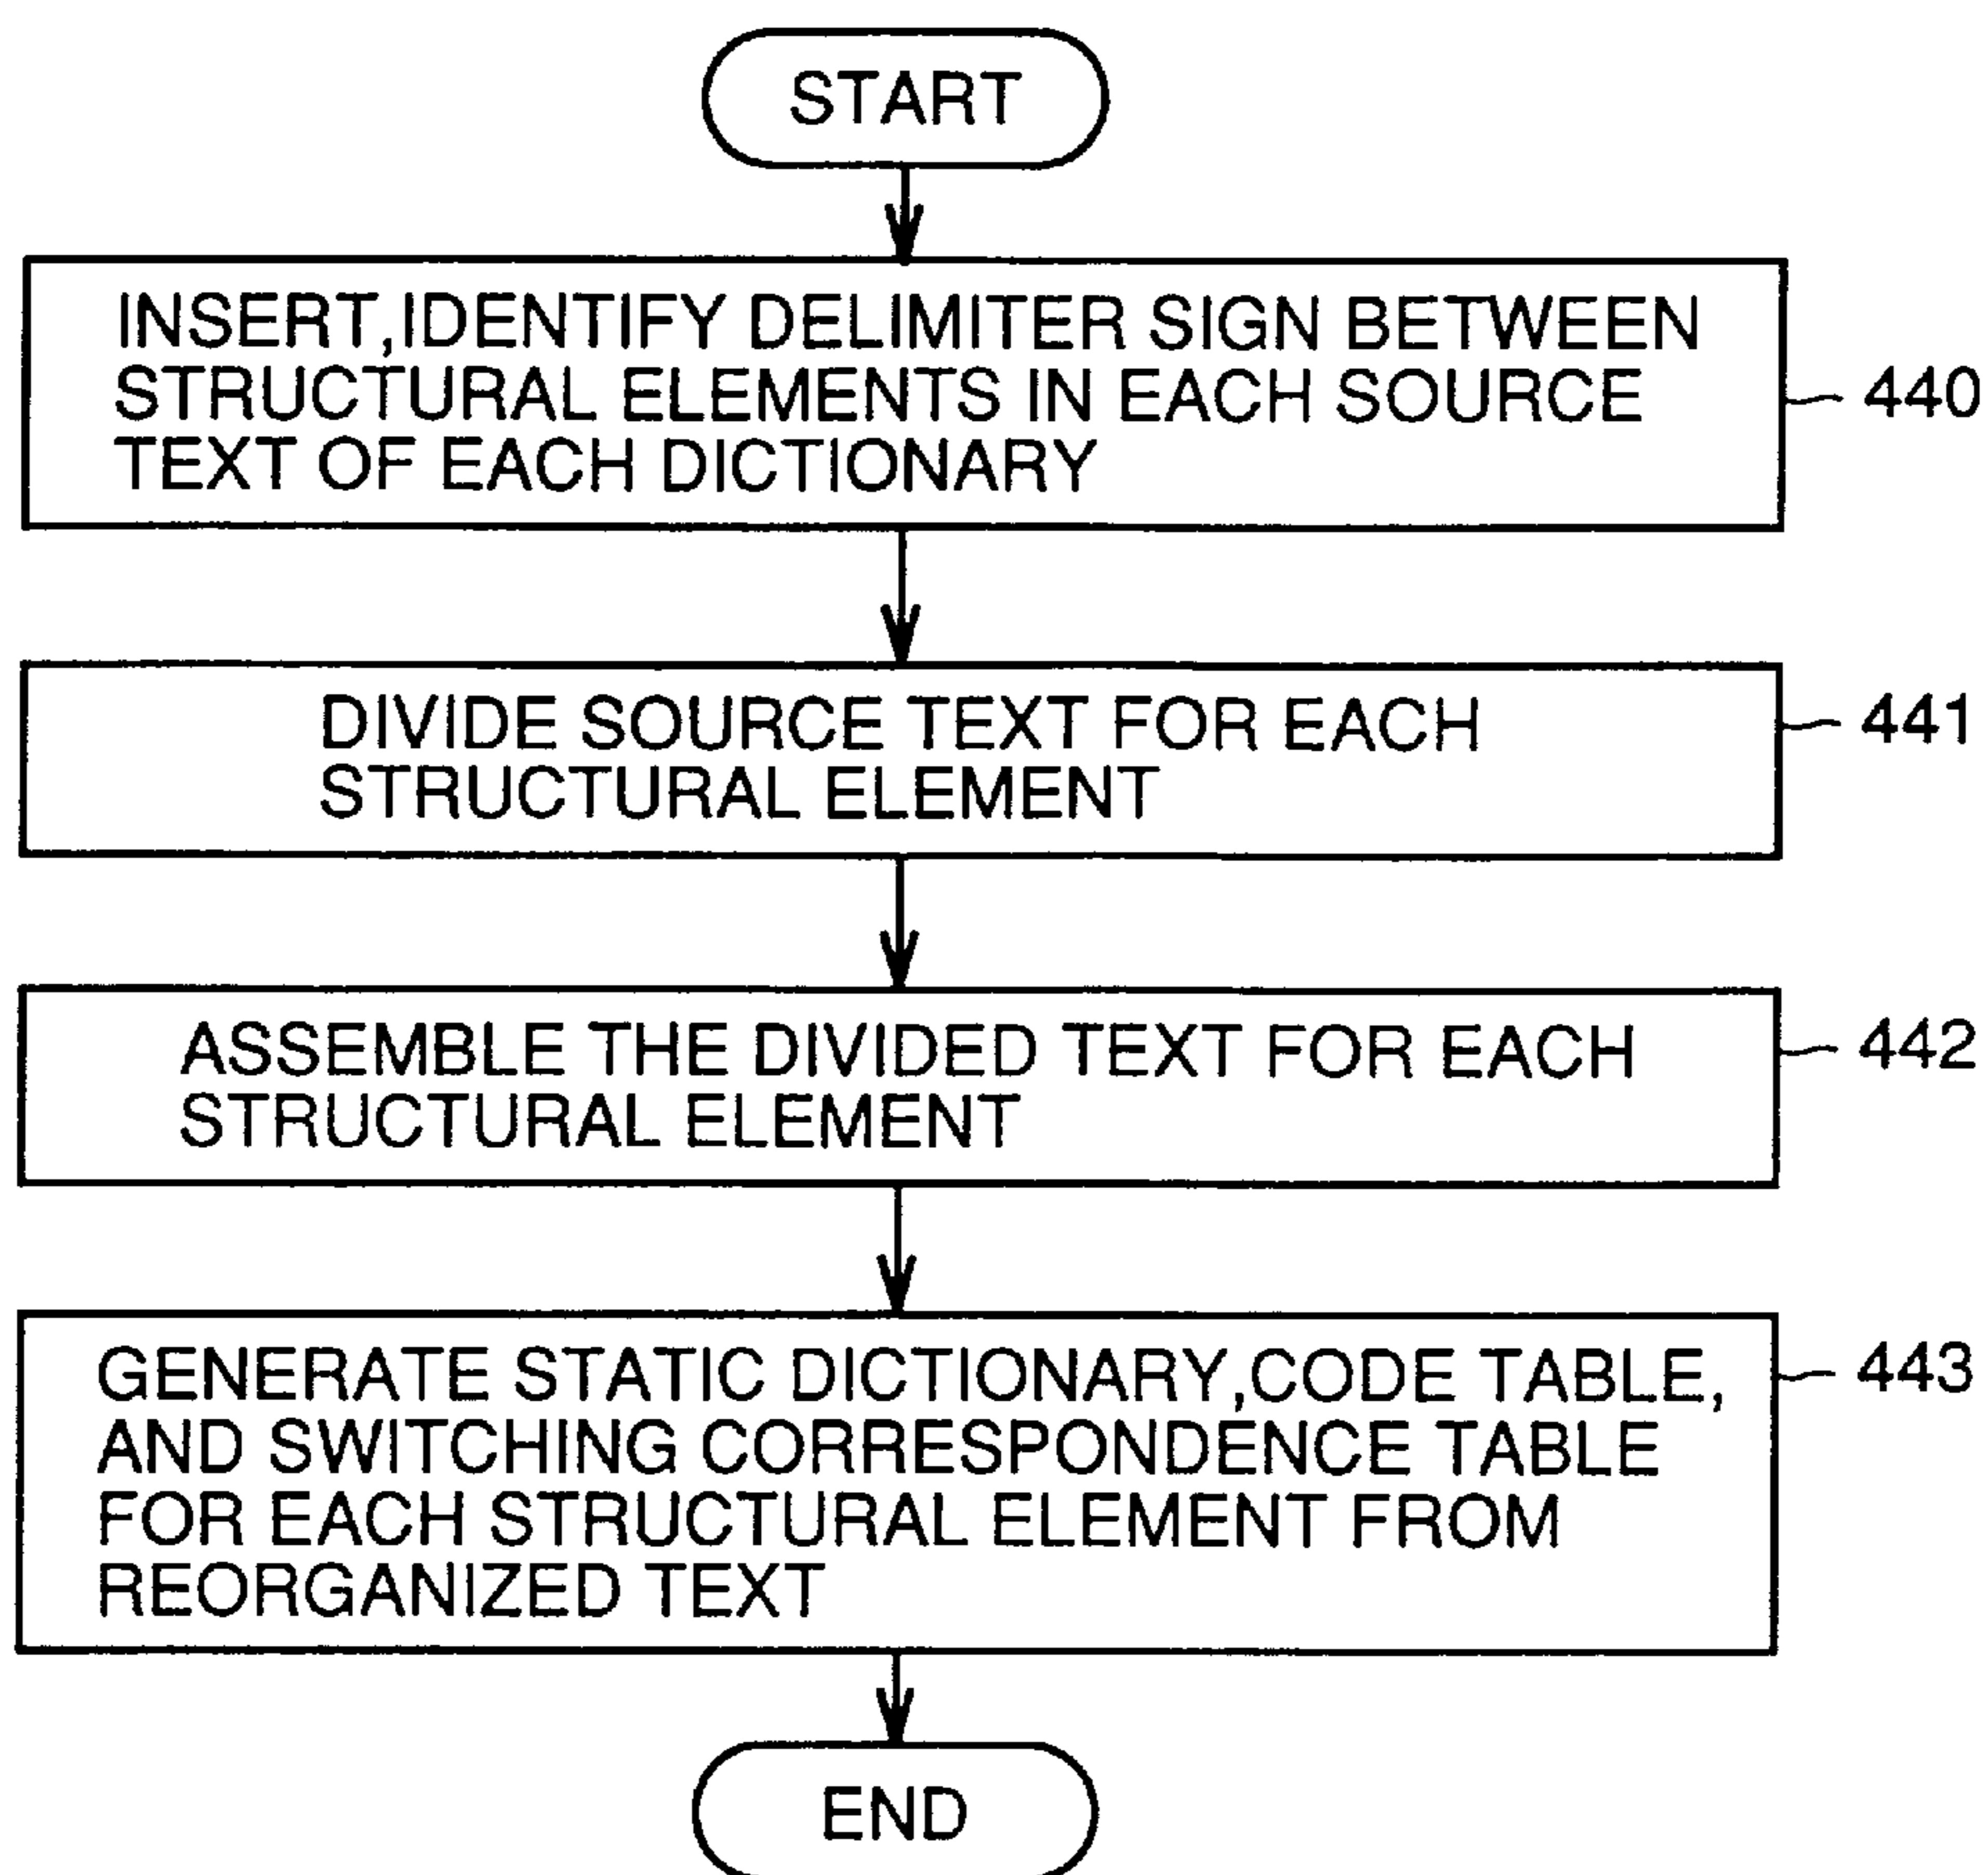 START
INSERT,IDENTIFY DELIMITER SIGN BETWEEN
STRUCTURAL ELEMENTS IN EACH SOURCE
TEXT OF EACH DICTIONARY
440
DIVIDE SOURCE TEXT FOR EACH
STRUCTURAL ELEMENT
441
ASSEMBLE THE DIVIDED TEXT FOR EACH
STRUCTURAL ELEMENT
442
GENERATE STATIC DICTIONARY,CODE TABLE,
AND SWITCHING CORRESPONDENCE TABLE
FOR EACH STRUCTURAL ELEMENT FROM
REORGANIZED TEXT
443
END